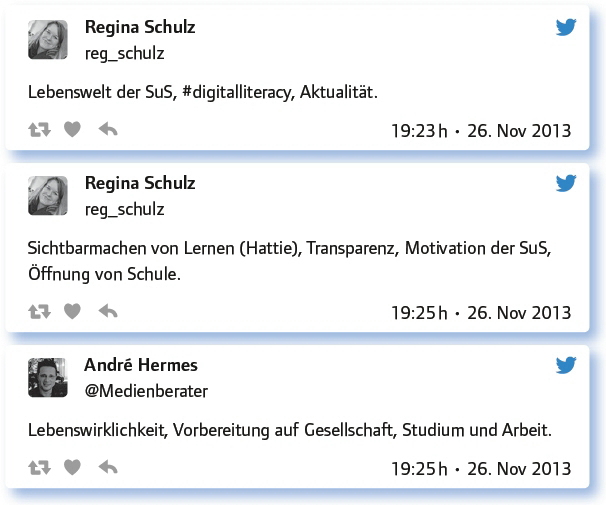 Regina Schulz
reg_schulz
Lebenswelt der SuS, #digitalliteracy, Aktualität.
19:23 h • 26. Nov 2013
Regina Schulz
reg_schulz
Sichtbarmachen von Lernen (Hattie), Transparenz, Motivation der SuS,
Öffnung von Schule.
19:25 h • 26. Nov 2013
André Hermes
@Medienberater
Lebenswirklichkeit, Vorbereitung auf Gesellschaft, Studium und Arbeit.
19:25 h • 26. Nov 2013